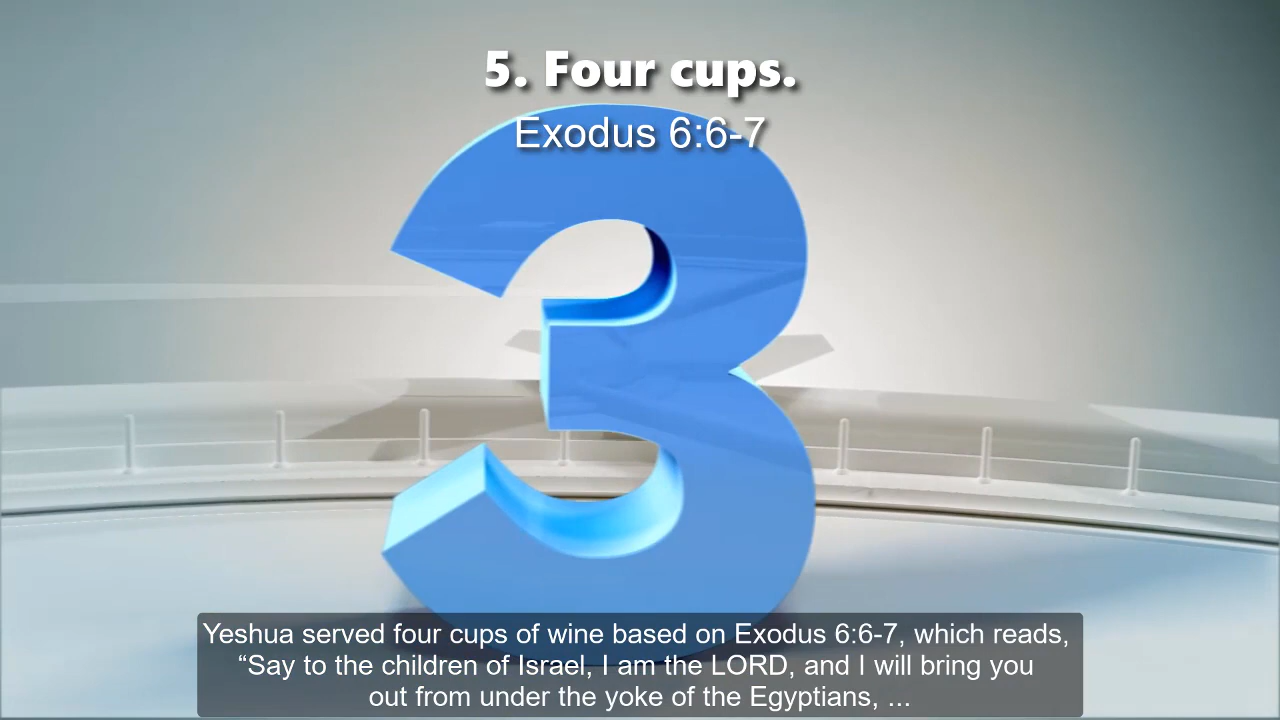 5. Four cups.
Exodus 6:6-7
3
Yeshua served four cups of wine based on Exodus 6:6-7, which reads,
“Say to the children of Israel, I am the LORD, and I will bring you
out from under the yoke of the Egyptians, ...